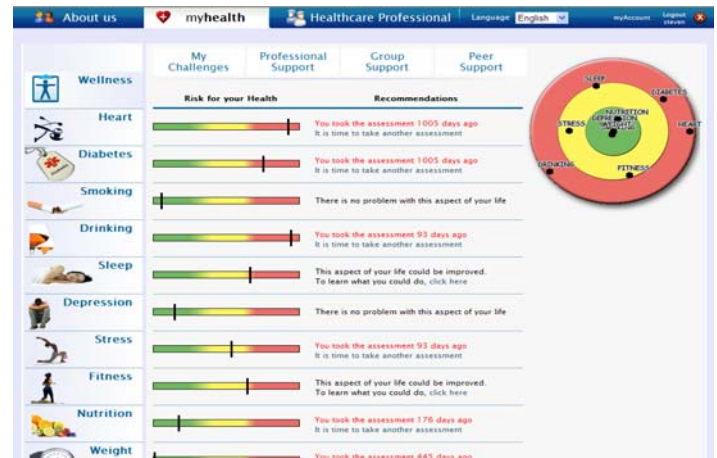 About us
myhealth
Healthcare Professional
Language: English
myAccount
Logout
steven
My Challenges
Professional Support
Group Support
Peer Support
Wellness
Risk for your Health
Recommendations
Heart
You took the assessment 1005 days ago
It is time to take another assessment
Diabetes
You took the assessment 1005 days ago
It is time to take another assessment
Smoking
There is no problem with this aspect of your life
Drinking
You took the assessment 93 days ago
It is time to take another assessment
Sleep
This aspect of your life could be improved.
To learn what you could do, click here
Depression
There is no problem with this aspect of your life
Stress
You took the assessment 93 days ago
It is time to take another assessment
Fitness
This aspect of your life could be improved.
To learn what you could do, click here
Nutrition
You took the assessment 176 days ago
It is time to take another assessment
Weight
You took the assessment 443 days ago
SLEEP
DIABETES
NUTRITION
DEPRESSION
STRESS
WEIGHT
HEART
DRINKING
FITNESS